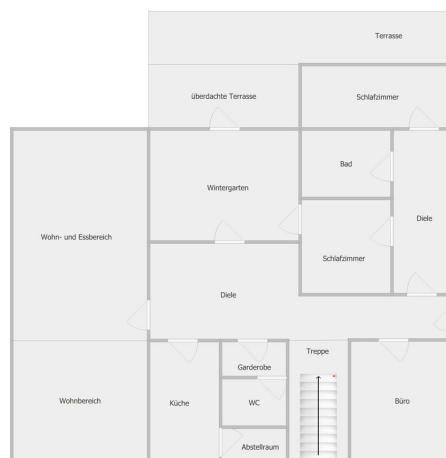 Terrasse
überdachte Terrasse
Schlafzimmer
Bad
Wintergarten
Diele
Wohn- und Essbereich
Schlafzimmer
Diele
Treppe
Garderobe
Wohnbereich
Küche
WC
Büro
Abstellraum